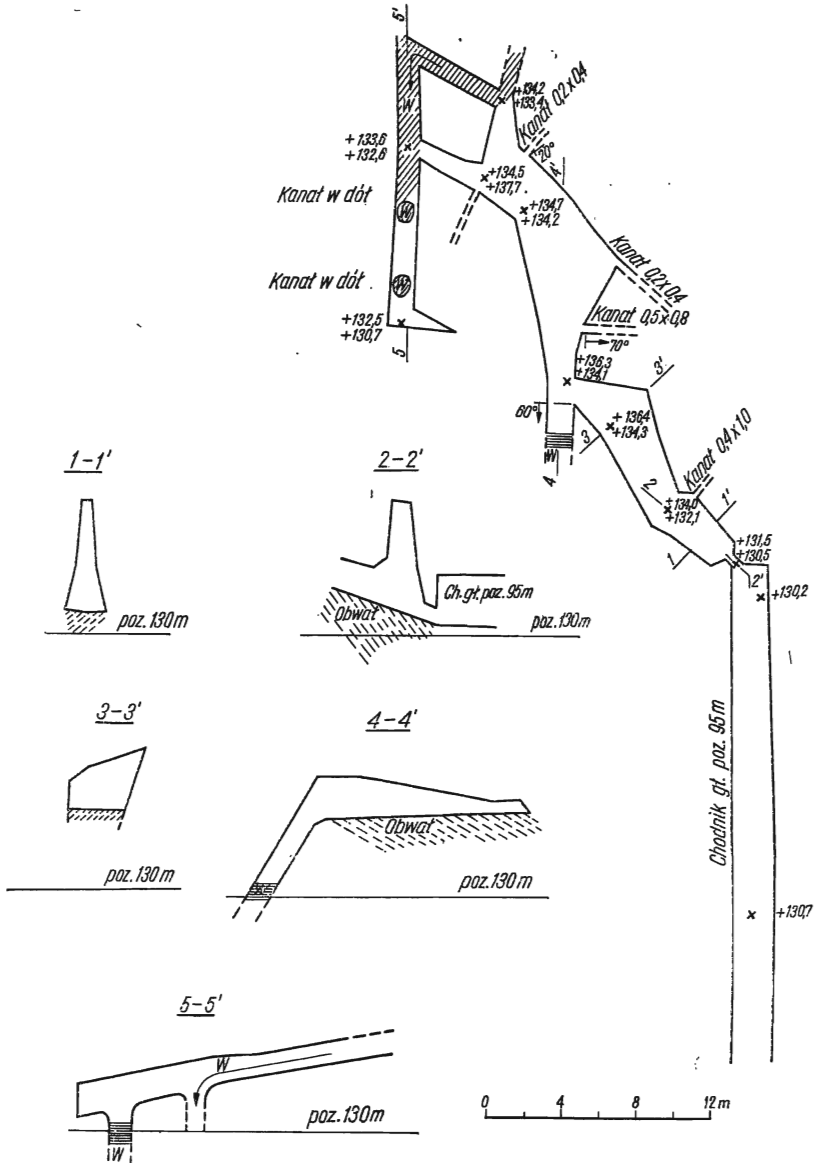 5'
W
+134,2
+133,4
Kanał 0,2x0,4
20°
4'
+133,6
+132,6
+134,5
+137,7
+134,7
+134,2
Kanał w dół
W
Kanał 0,2x0,4
Kanał w dół
W
Kanał 0,5x0,8
+132,5
+130,7
70°
5
+136,3
+134,1
3'
60°
+136,4
+134,3
3
W
4
Kanał 0,4x1,0
2
+134,0
+132,1
1'
1
+131,5
+130,5
2'
+130,2
1-1'
poz. 130m
2-2'
Ch. gł. poz. 95m
Obwał
poz. 130m
3-3'
poz. 130m
4-4'
Obwał
poz. 130m
Chodnik gł. poz. 95m
+130,7
5-5'
W
poz. 130m
W
0 4 8 12 m